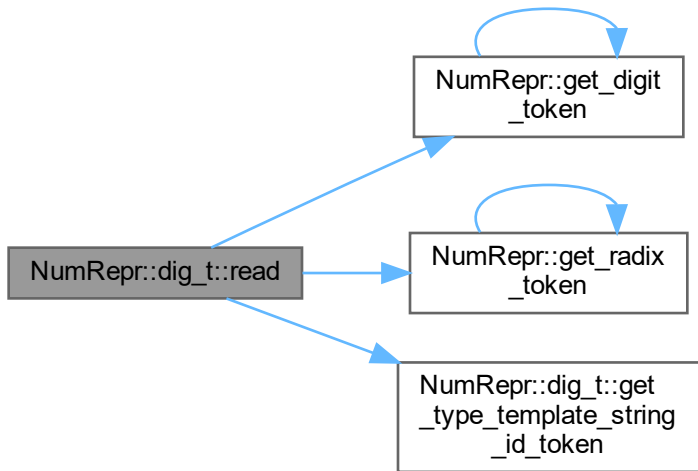 NumRepr::get_digit
_token
NumRepr::dig_t::read
NumRepr::get_radix
_token
NumRepr::dig_t::get
_type_template_string
_id_token